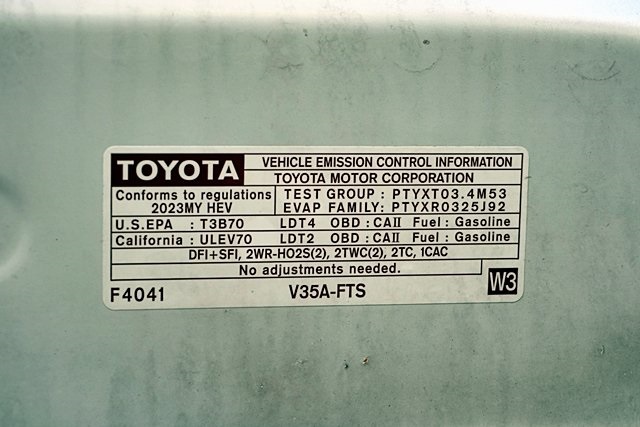 TOYOTA VEHICLE EMISSION CONTROL INFORMATION
TOYOTA MOTOR CORPORATION
Conforms to regulations TEST GROUP : PTYXT03.4M53
2023MY HEV EVAP FAMILY: PTYXR0325J92
U.S.EPA : T3B70 LDT4 OBD : CAII Fuel : Gasoline
California : ULEV70 LDT2 OBD : CAII Fuel : Gasoline
DFI+SFI, 2WR-HO2S(2), 2TWC(2), 2TC, 1CAC
No adjustments needed.
F4041 V35A-FTS W3